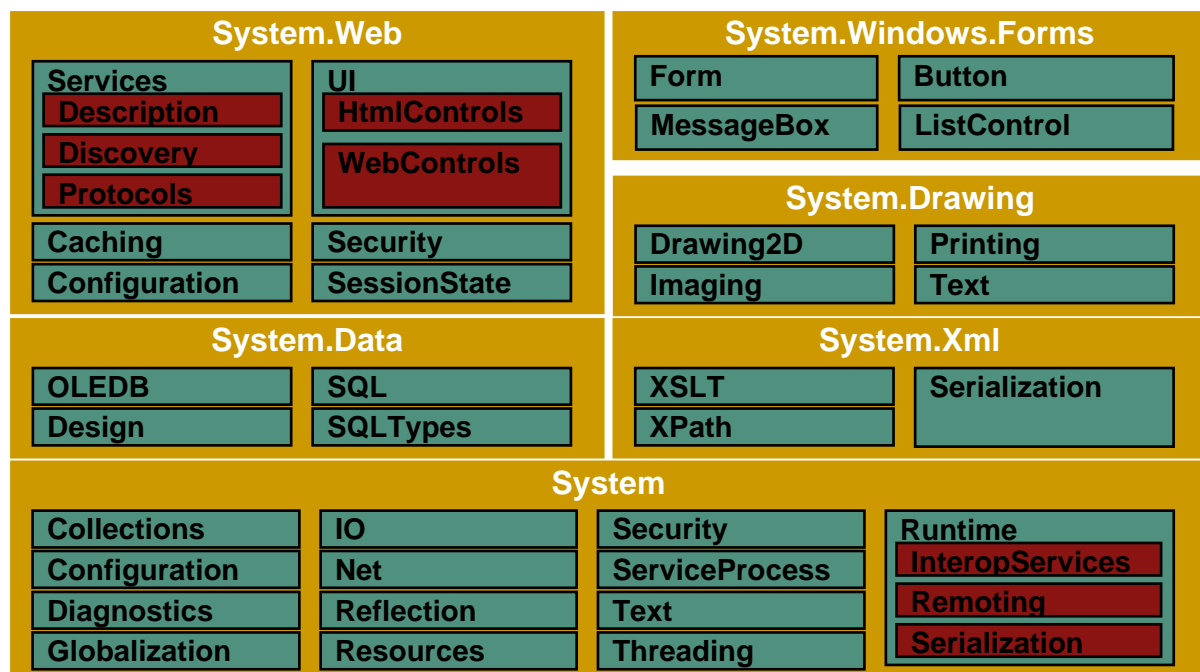 System.Web
Services
Description
Discovery
Protocols
UI
HtmlControls
WebControls
Caching
Security
Configuration
SessionState
System.Windows.Forms
Form
Button
MessageBox
ListControl
System.Drawing
Drawing2D
Printing
Imaging
Text
System.Data
OLEDB
SQL
Design
SQLTypes
System.Xml
XSLT
Serialization
XPath
System
Collections
Configuration
Diagnostics
Globalization
IO
Net
Reflection
Resources
Security
ServiceProcess
Text
Threading
Runtime
InteropServices
Remoting
Serialization